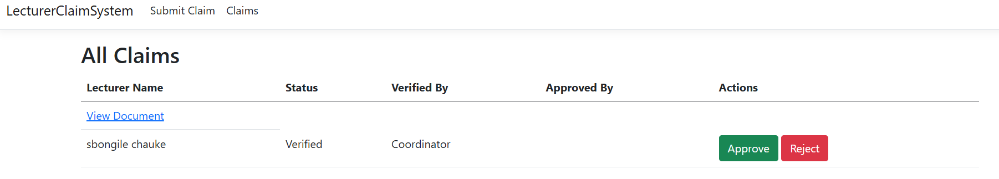 LecturerClaimSystem Submit Claim Claims
All Claims
Lecturer Name Status Verified By Approved By Actions
View Document
sbongile chauke Verified Coordinator Approve Reject